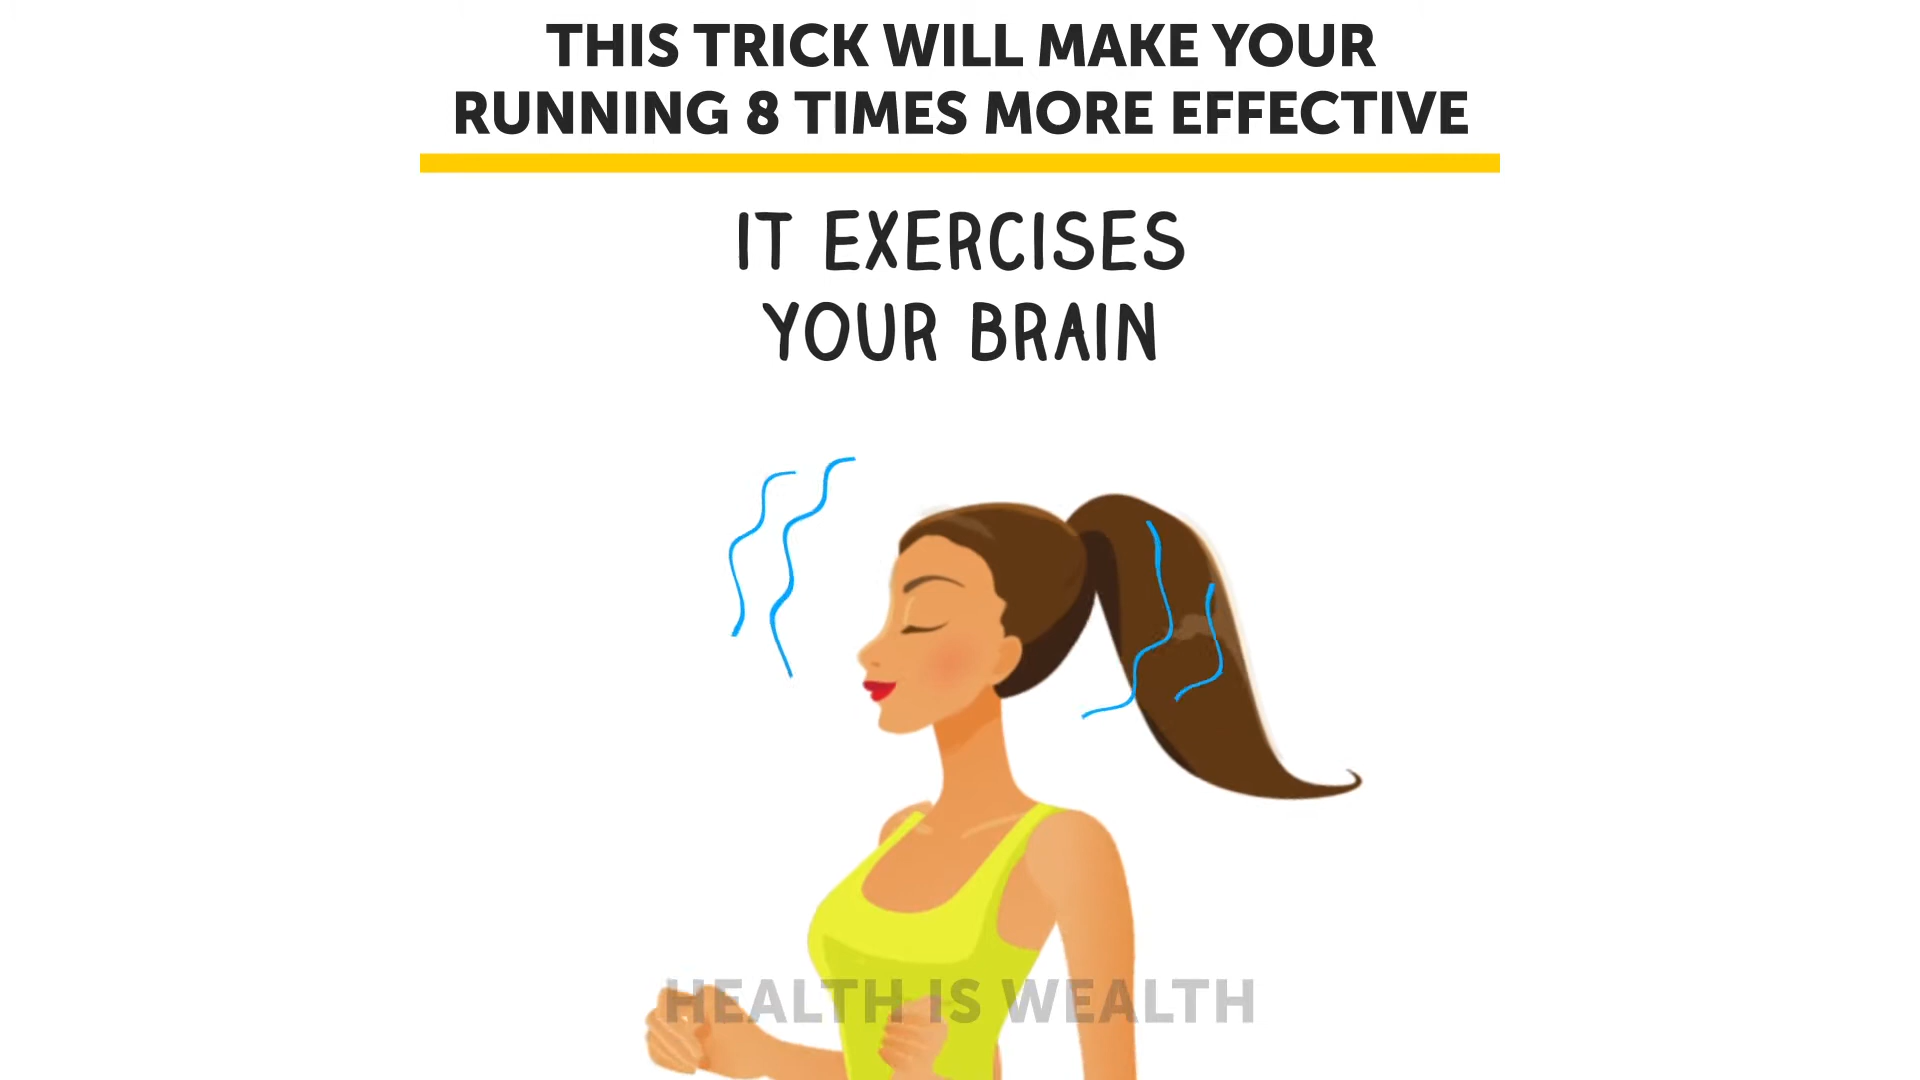 THIS TRICK WILL MAKE YOUR
RUNNING 8 TIMES MORE EFFECTIVE
IT EXERCISES
YOUR BRAIN
HEALTH IS WEALTH